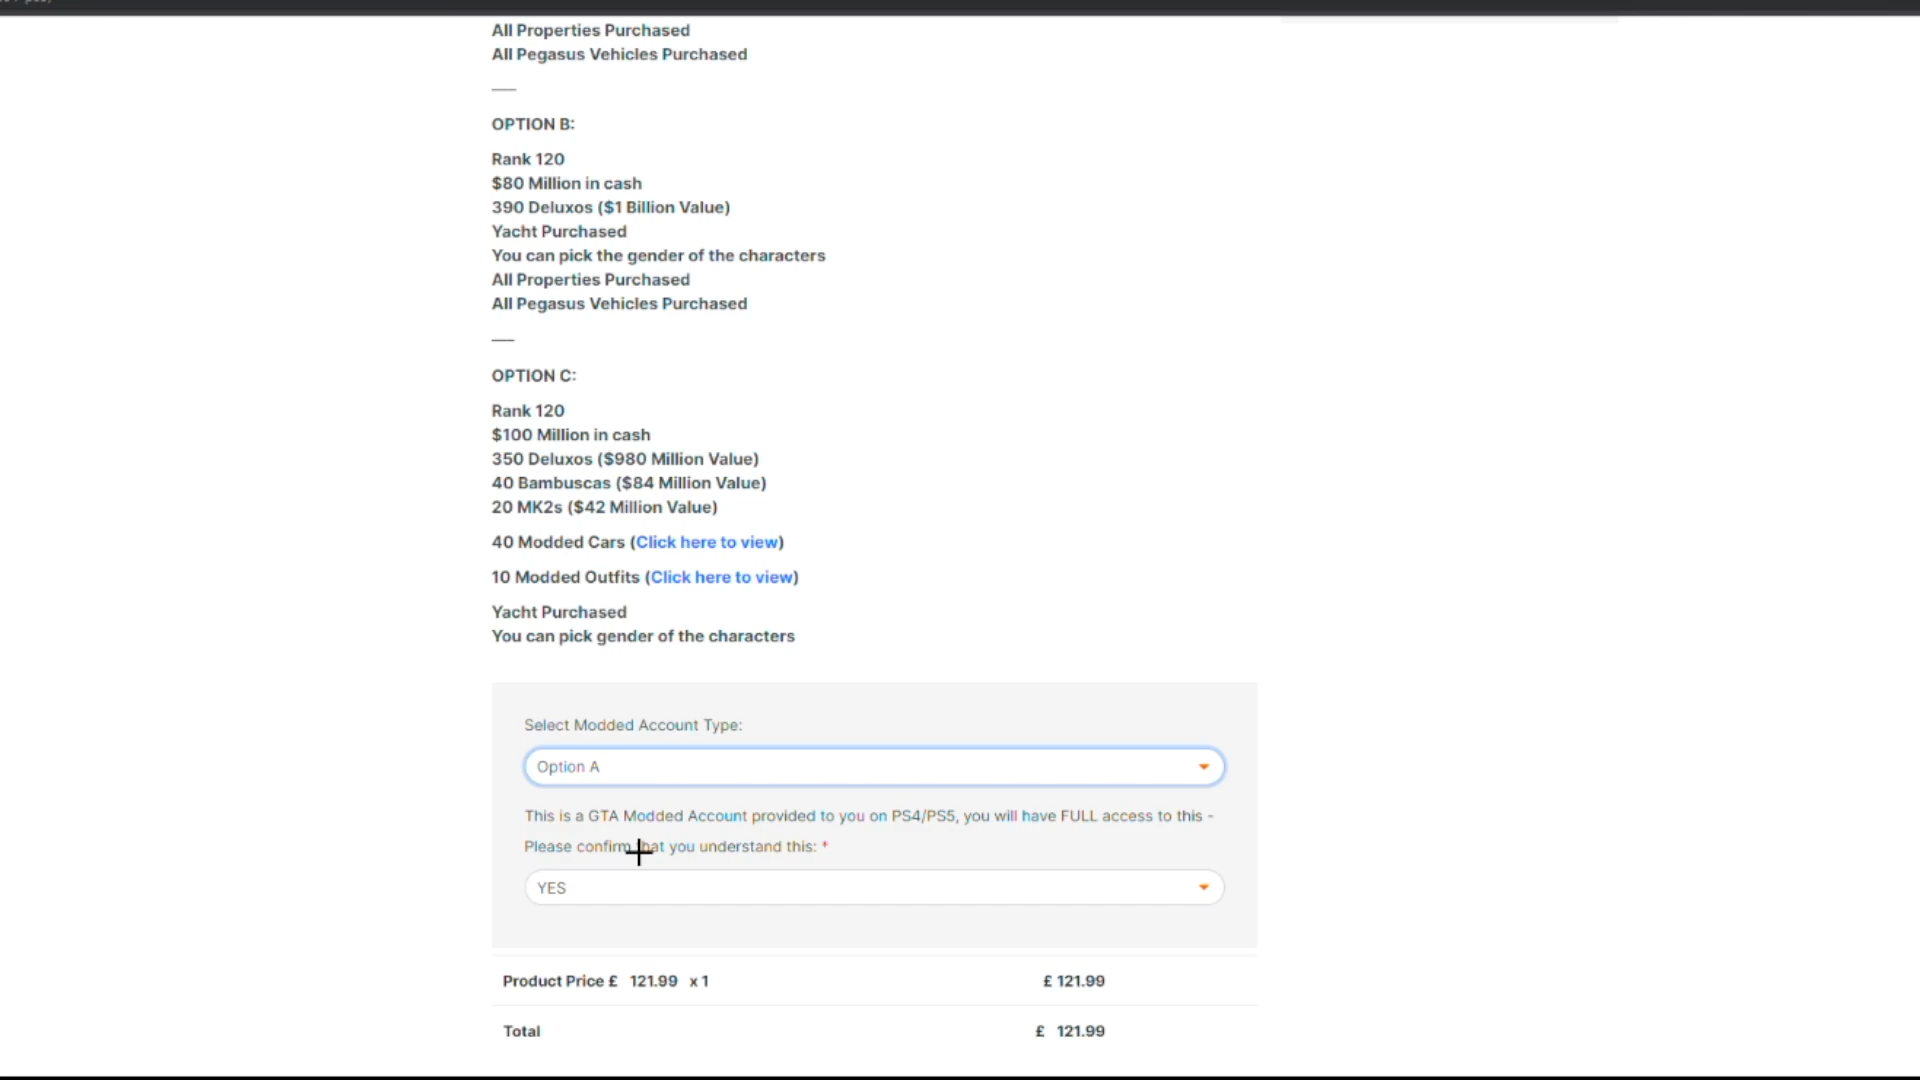 All Properties Purchased
All Pegasus Vehicles Purchased
OPTION B:
Rank 120
$80 Million in cash
390 Deluxos ($1 Billion Value)
Yacht Purchased
You can pick the gender of the characters
All Properties Purchased
All Pegasus Vehicles Purchased
OPTION C:
Rank 120
$100 Million in cash
350 Deluxos ($980 Million Value)
40 Bambuscas ($84 Million Value)
20 MK2s ($42 Million Value)
40 Modded Cars (Click here to view)
10 Modded Outfits (Click here to view)
Yacht Purchased
You can pick gender of the characters
Select Modded Account Type:
Option A
This is a GTA Modded Account provided to you on PS4/PS5, you will have FULL access to this -
Please confirm that you understand this: *
YES
Product Price £ 121.99 x 1 £ 121.99
Total £ 121.99